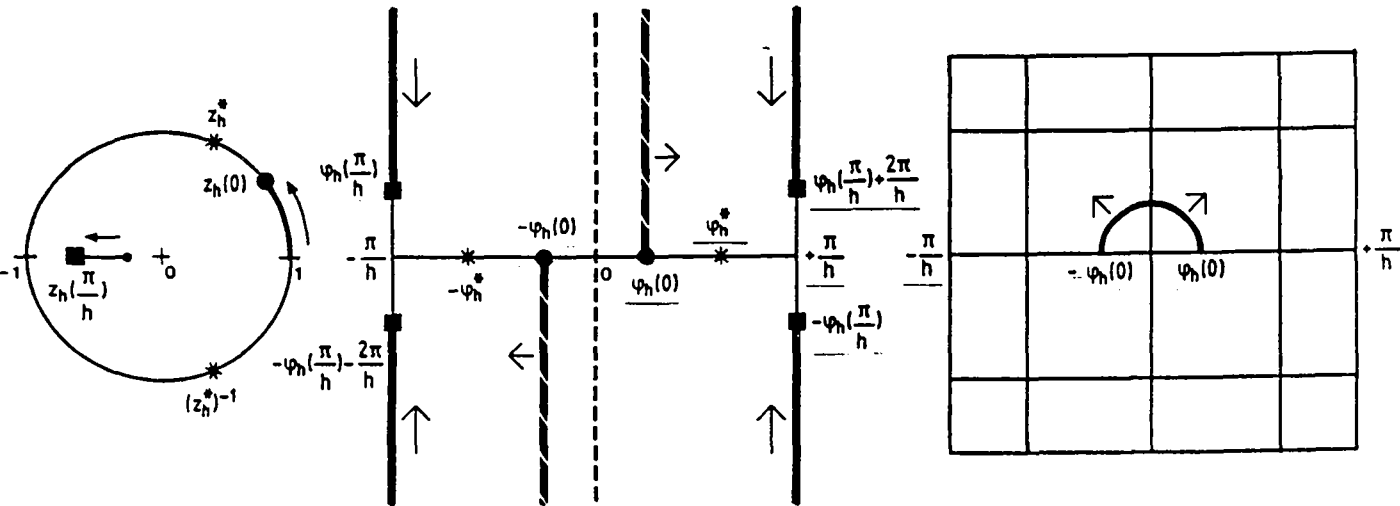 z_h^*
z_h(0)
-1
0
1
z_h(π/h)
(z_h^*)^-1
φ_h(π/h)
-π/h
-φ_h(π/h)-2π/h
-φ_h^*
-φ_h(0)
0
φ_h(0)
φ_h^*
φ_h(π/h)+2π/h
+π/h
-φ_h(π/h)
-π/h
-φ_h(0)
φ_h(0)
+π/h